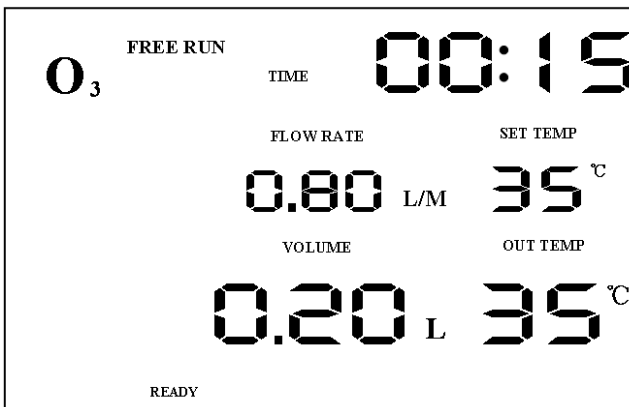 FREE RUN
O3 TIME 00:15
FLOW RATE SET TEMP
0.80 L/M 35 ℃
VOLUME OUT TEMP
0.20 L 35 ℃
READY